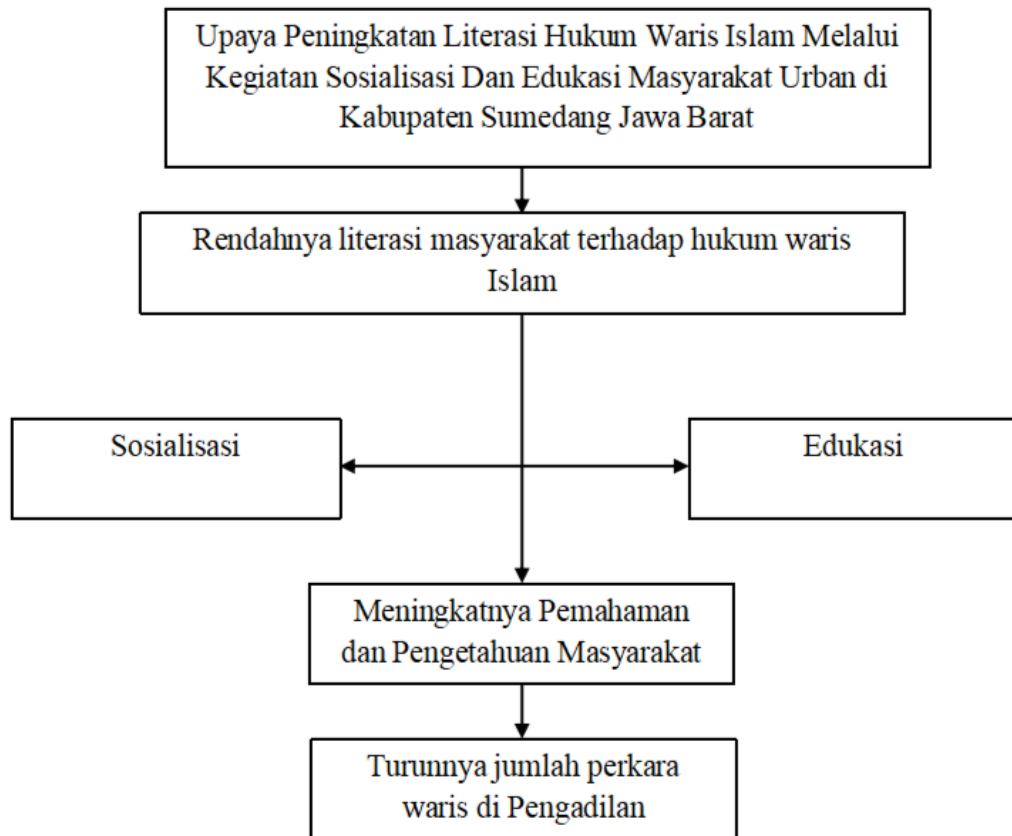 Upaya Peningkatan Literasi Hukum Waris Islam Melalui
Kegiatan Sosialisasi Dan Edukasi Masyarakat Urban di
Kabupaten Sumedang Jawa Barat
Rendahnya literasi masyarakat terhadap hukum waris
Islam
Sosialisasi
Edukasi
Meningkatnya Pemahaman
dan Pengetahuan Masyarakat
Turunnya jumlah perkara
waris di Pengadilan